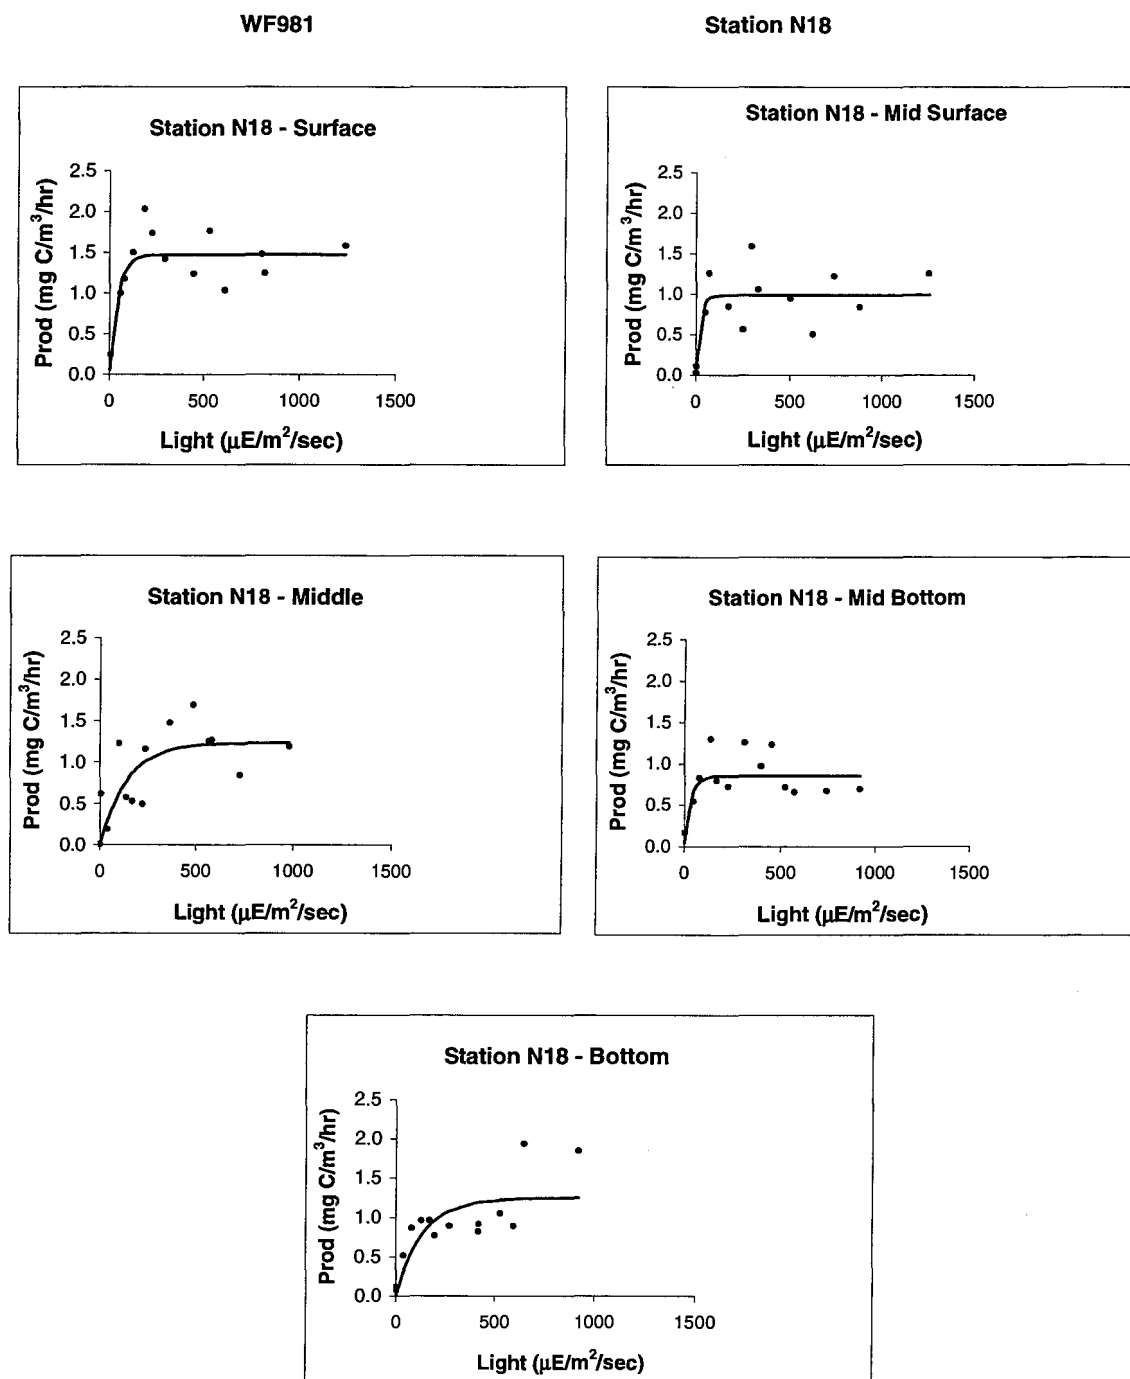 WF981
Station N18
Station N18 - Surface
Prod (mg C/m³/hr)
2.5
2.0
1.5
1.0
0.5
0.0
0
500
1000
1500
Light (µE/m²/sec)
Station N18 - Mid Surface
Prod (mg C/m³/hr)
2.5
2.0
1.5
1.0
0.5
0.0
0
500
1000
1500
Light (µE/m²/sec)
Station N18 - Middle
Prod (mg C/m³/hr)
2.5
2.0
1.5
1.0
0.5
0.0
0
500
1000
1500
Light (µE/m²/sec)
Station N18 - Mid Bottom
Prod (mg C/m³/hr)
2.5
2.0
1.5
1.0
0.5
0.0
0
500
1000
1500
Light (µE/m²/sec)
Station N18 - Bottom
Prod (mg C/m³/hr)
2.5
2.0
1.5
1.0
0.5
0.0
0
500
1000
1500
Light (µE/m²/sec)